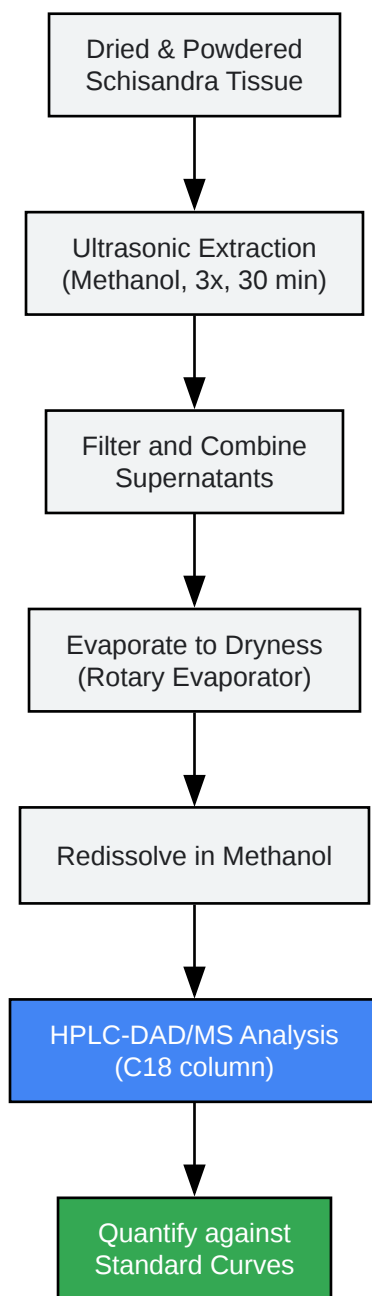 Dried & Powdered
Schisandra Tissue
Ultrasonic Extraction
(Methanol, 3x, 30 min)
Filter and Combine
Supernatants
Evaporate to Dryness
(Rotary Evaporator)
Redissolve in Methanol
HPLC-DAD/MS Analysis
(C18 column)
Quantify against
Standard Curves